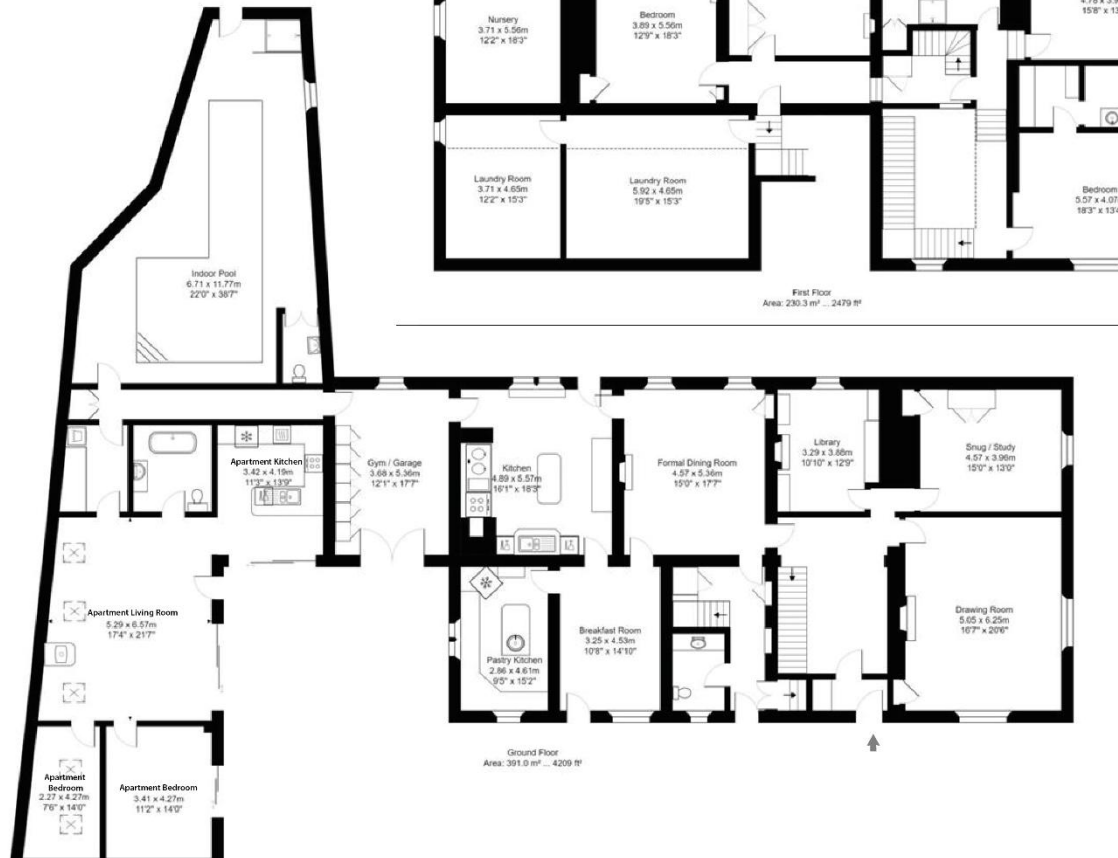 Nursery
3.71 x 5.56m
12'2" x 18'3"
Bedroom
3.89 x 5.56m
12'9" x 18'3"
15'8" x 13
Laundry Room
3.71 x 4.65m
12'2" x 15'3"
Laundry Room
5.92 x 4.65m
19'5" x 15'3"
Bedroom
5.57 x 4.07
18'3" x 13'4
First Floor
Area: 230.3 m² ... 2479 ft²
Indoor Pool
6.71 x 11.77m
22'0" x 38'7"
Apartment Kitchen
3.42 x 4.19m
11'3" x 13'9"
Gym / Garage
3.68 x 5.36m
12'1" x 17'7"
Kitchen
4.89 x 5.57m
16'1" x 18'3"
Formal Dining Room
4.57 x 5.36m
15'0" x 17'7"
Library
3.29 x 3.88m
10'10" x 12'9"
Snug / Study
4.57 x 3.96m
15'0" x 13'0"
Apartment Living Room
5.29 x 6.57m
17'4" x 21'7"
Pastry Kitchen
2.86 x 4.61m
9'5" x 15'2"
Breakfast Room
3.25 x 4.53m
10'8" x 14'10"
Drawing Room
5.05 x 6.25m
16'7" x 20'6"
Apartment
Bedroom
2.27 x 4.27m
7'6" x 14'0"
Apartment Bedroom
3.41 x 4.27m
11'2" x 14'0"
Ground Floor
Area: 391.0 m² ... 4209 ft²